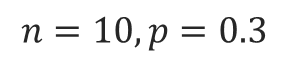 n = 10, p = 0.3